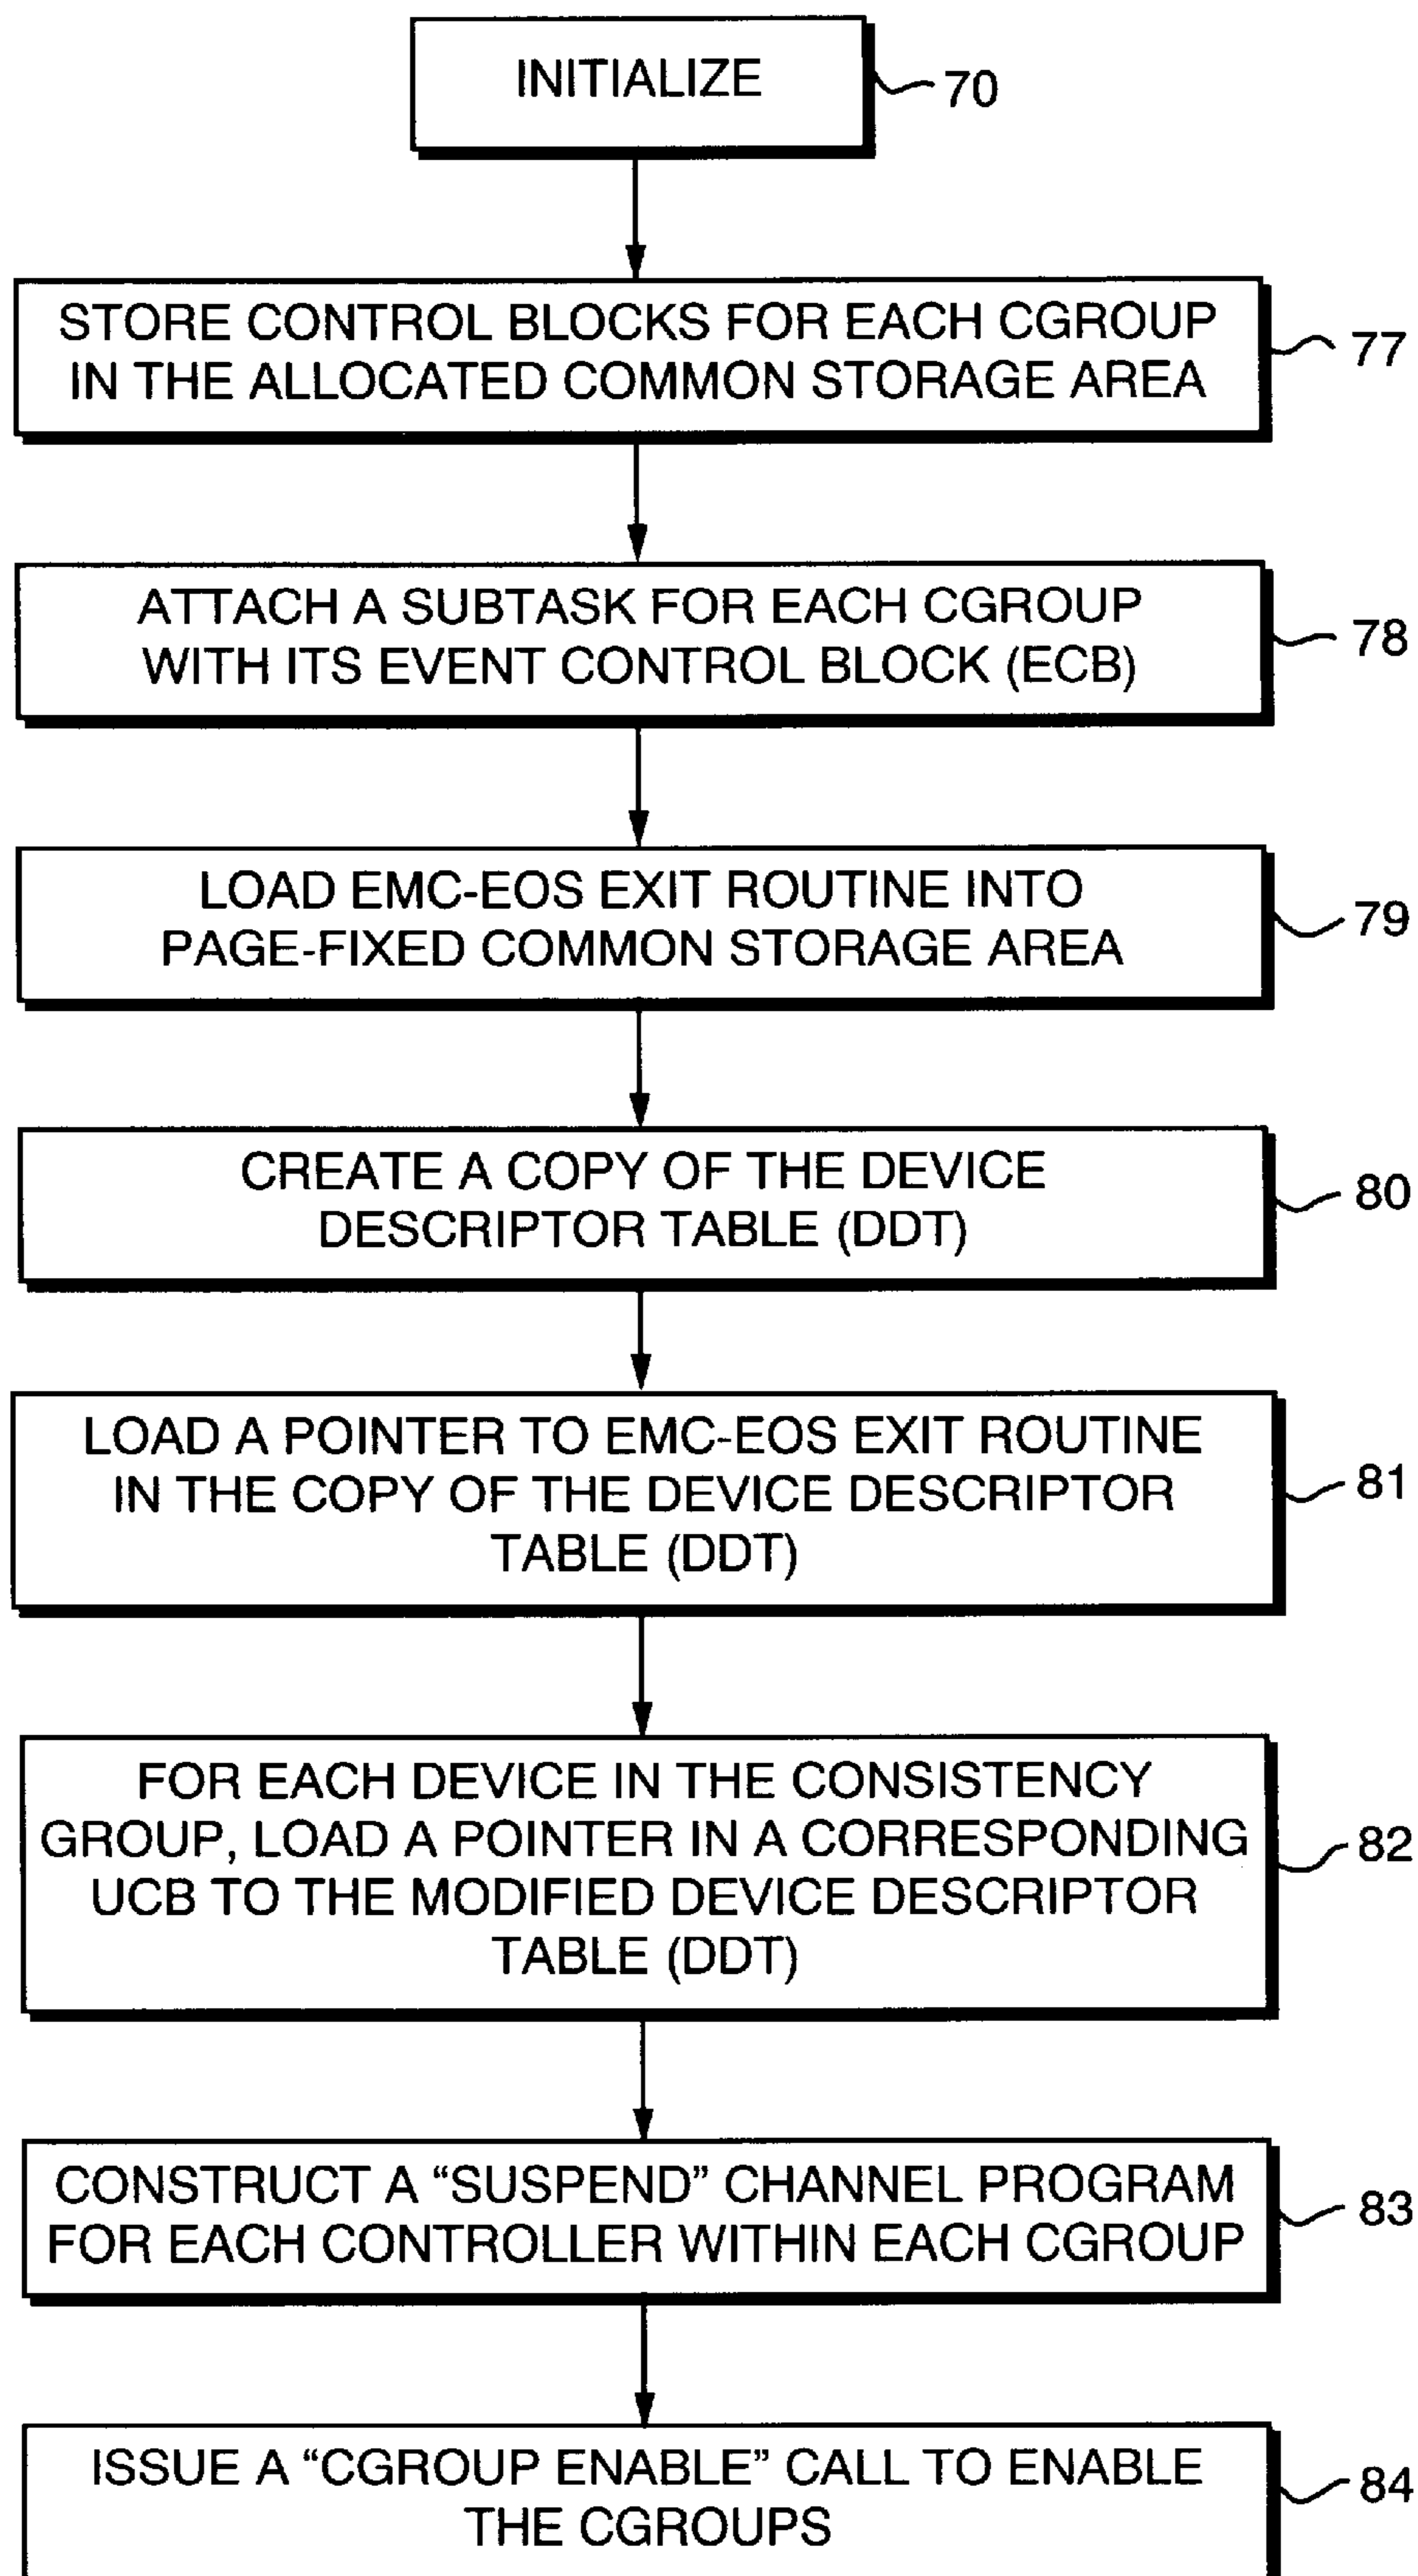 INITIALIZE
70
STORE CONTROL BLOCKS FOR EACH CGROUP
IN THE ALLOCATED COMMON STORAGE AREA
77
ATTACH A SUBTASK FOR EACH CGROUP
WITH ITS EVENT CONTROL BLOCK (ECB)
78
LOAD EMC-EOS EXIT ROUTINE INTO
PAGE-FIXED COMMON STORAGE AREA
79
CREATE A COPY OF THE DEVICE
DESCRIPTOR TABLE (DDT)
80
LOAD A POINTER TO EMC-EOS EXIT ROUTINE
IN THE COPY OF THE DEVICE DESCRIPTOR
TABLE (DDT)
81
FOR EACH DEVICE IN THE CONSISTENCY
GROUP, LOAD A POINTER IN A CORRESPONDING
UCB TO THE MODIFIED DEVICE DESCRIPTOR
TABLE (DDT)
82
CONSTRUCT A “SUSPEND” CHANNEL PROGRAM
FOR EACH CONTROLLER WITHIN EACH CGROUP
83
ISSUE A “CGROUP ENABLE” CALL TO ENABLE
THE CGROUPS
84